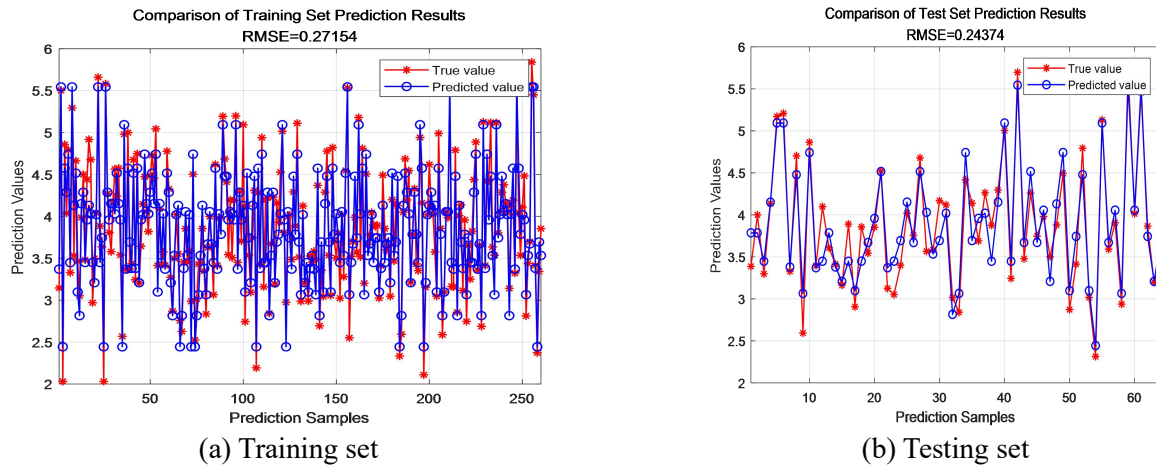 Comparison of Training Set Prediction Results
RMSE=0.27154
6
5.5
5
4.5
4
3.5
3
2.5
2
Prediction Values
True value
Predicted value
50
100
150
200
250
Prediction Samples
(a) Training set
Comparison of Test Set Prediction Results
RMSE=0.24374
6
5.5
5
4.5
4
3.5
3
2.5
2
Prediction Values
True value
Predicted value
10
20
30
40
50
60
Prediction Samples
(b) Testing set